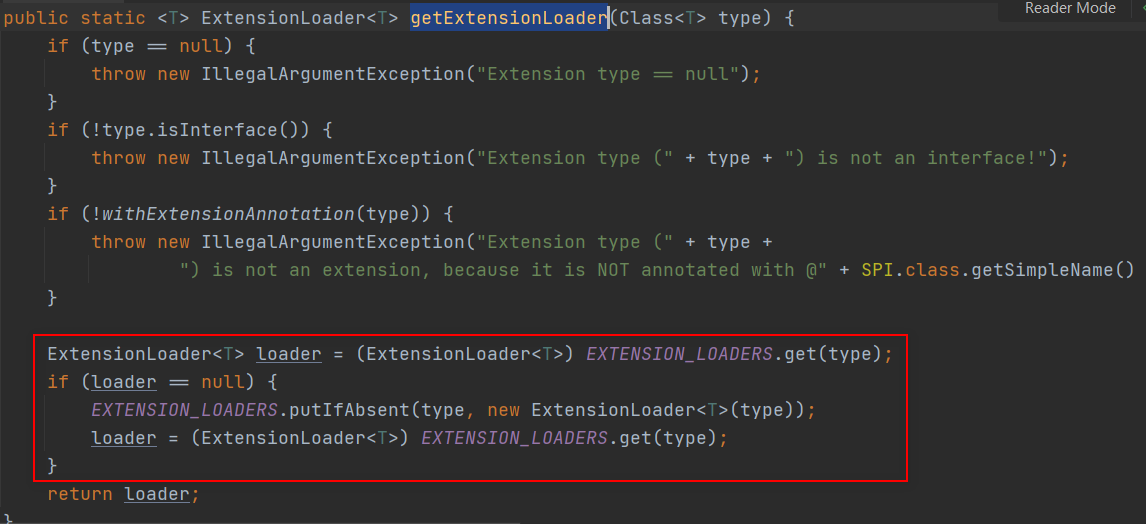 public static <T> ExtensionLoader<T> getExtensionLoader(Class<T> type) {
Reader Mode
    if (type == null) {
        throw new IllegalArgumentException("Extension type == null");
    }
    if (!type.isInterface()) {
        throw new IllegalArgumentException("Extension type (" + type + ") is not an interface!");
    }
    if (!withExtensionAnnotation(type)) {
        throw new IllegalArgumentException("Extension type (" + type +
                ") is not an extension, because it is NOT annotated with @" + SPI.class.getSimpleName()
    }
    ExtensionLoader<T> loader = (ExtensionLoader<T>) EXTENSION_LOADERS.get(type);
    if (loader == null) {
        EXTENSION_LOADERS.putIfAbsent(type, new ExtensionLoader<T>(type));
        loader = (ExtensionLoader<T>) EXTENSION_LOADERS.get(type);
    }
    return loader;
}